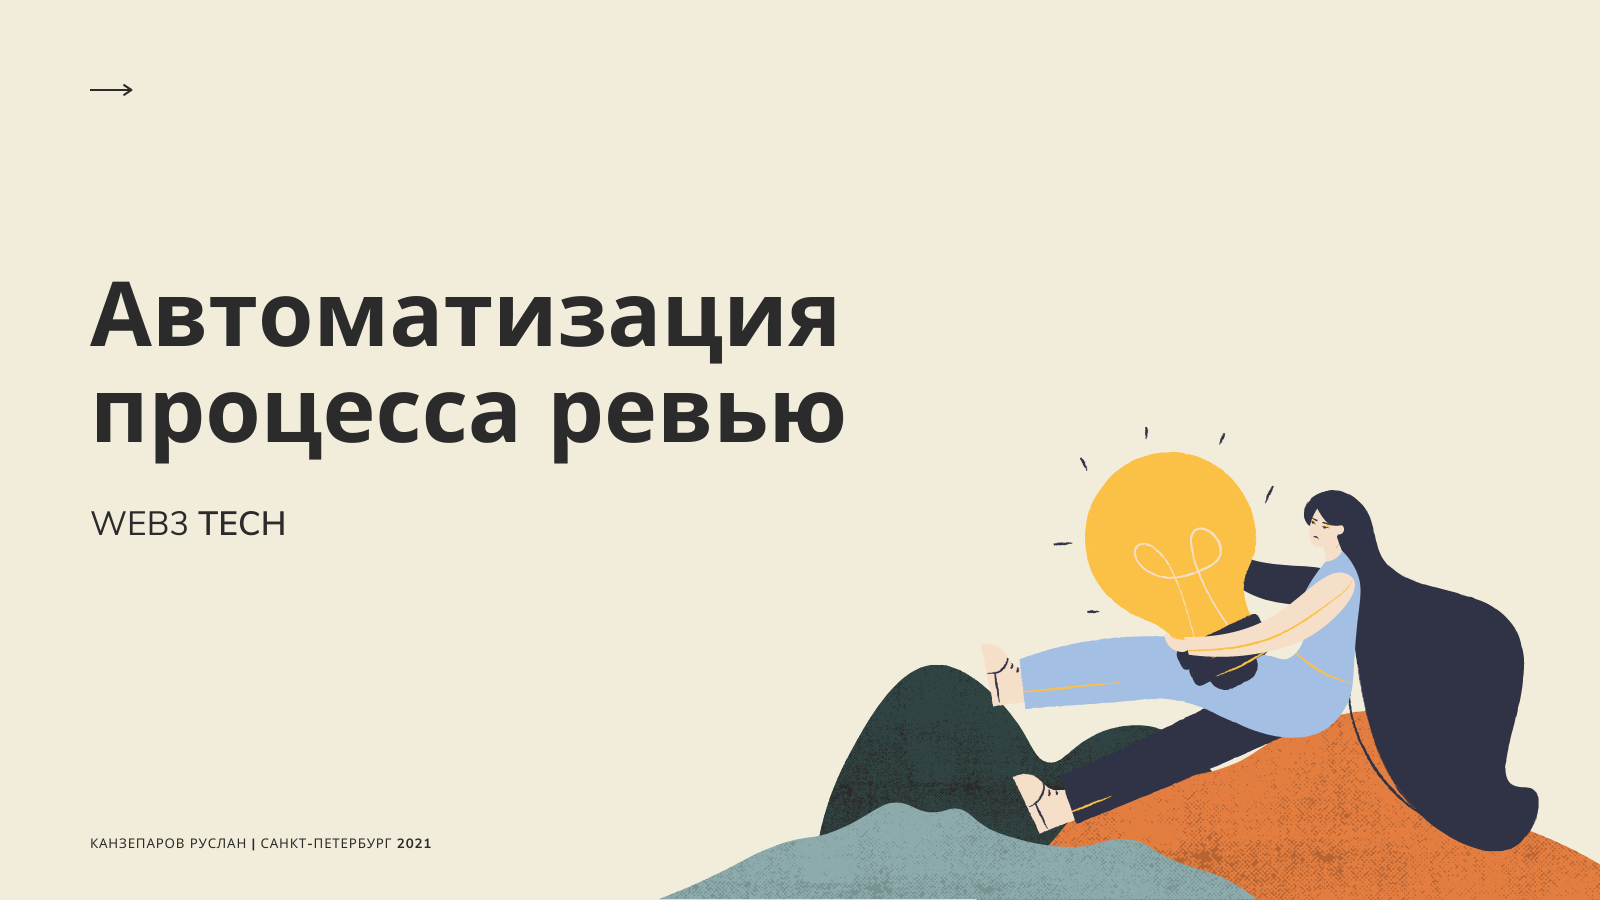 Автоматизация
процесса ревью
WEB3 TECH
КАНЗЕПАРОВ РУСЛАН | САНКТ-ПЕТЕРБУРГ 2021